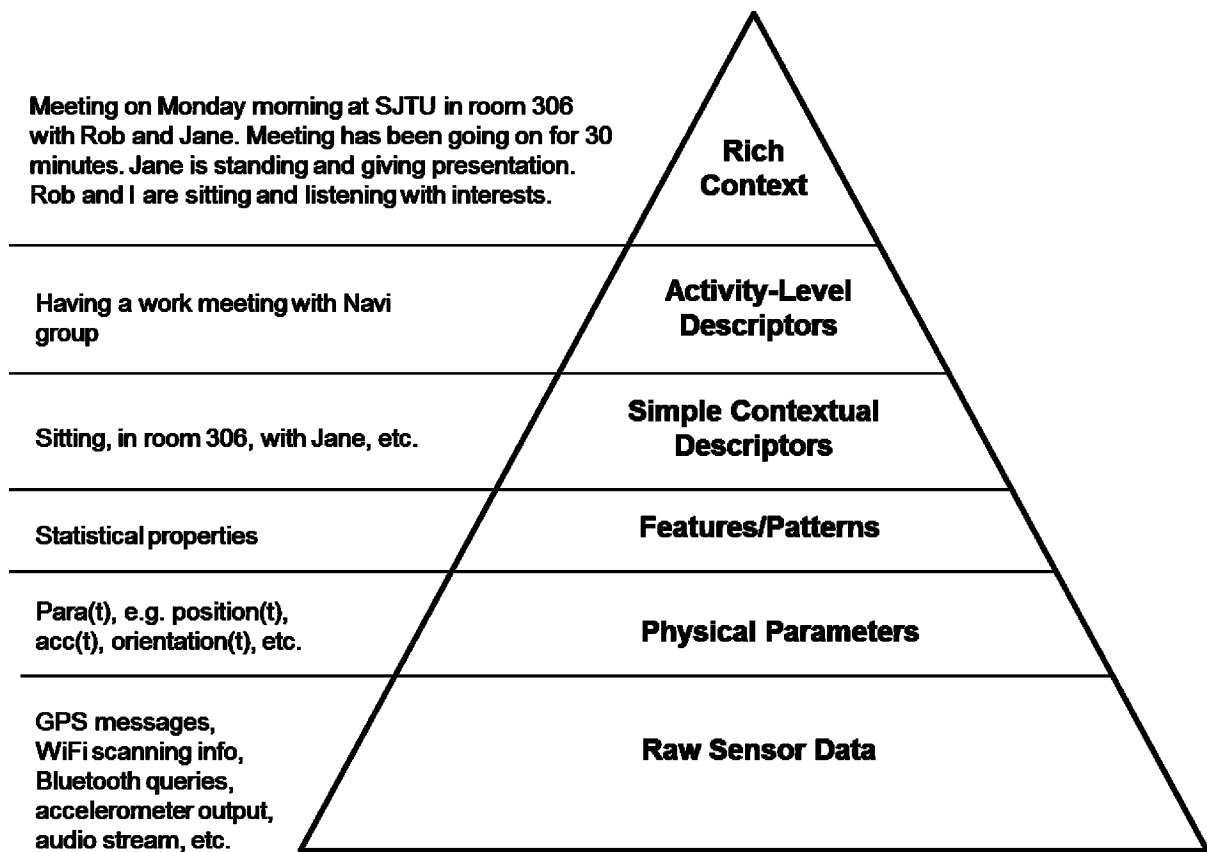 Meeting on Monday morning at SJTU in room 306
with Rob and Jane. Meeting has been going on for 30
minutes. Jane is standing and giving presentation.
Rob and I are sitting and listening with interests.
Rich
Context
Having a work meeting with Navi
group
Activity-Level
Descriptors
Sitting, in room 306, with Jane, etc.
Simple Contextual
Descriptors
Statistical properties
Features/Patterns
Para(t), e.g. position(t),
acc(t), orientation(t), etc.
Physical Parameters
GPS messages,
WiFi scanning info,
Bluetooth queries,
accelerometer output,
audio stream, etc.
Raw Sensor Data